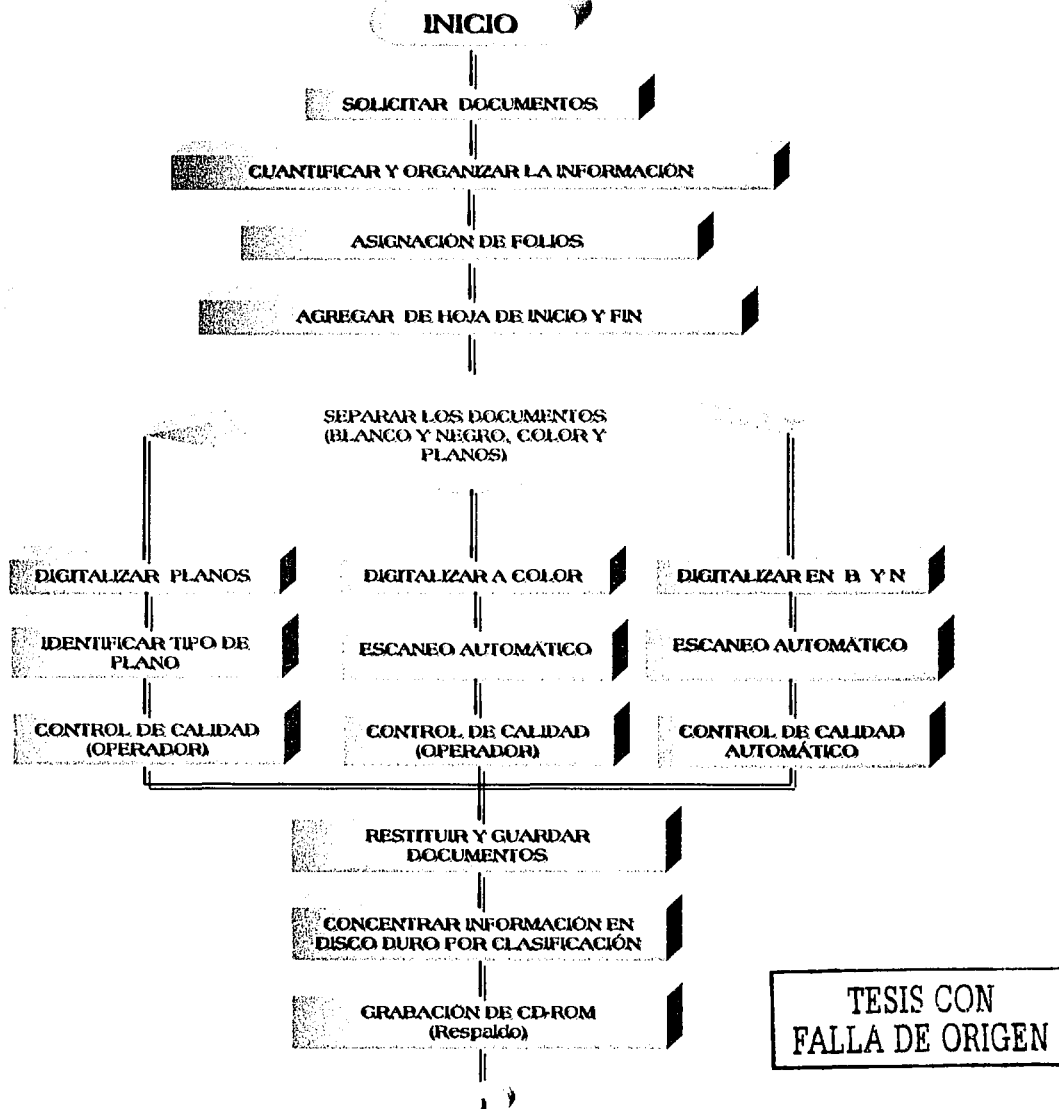 INICIO
SOLICITAR DOCUMENTOS
CUANTIFICAR Y ORGANIZAR LA INFORMACIÓN
ASIGNACIÓN DE FOLIOS
AGREGAR DE HOJA DE INICIO Y FIN
SEPARAR LOS DOCUMENTOS
(BLANCO Y NEGRO, COLOR Y
PLANOS)
DIGITALIZAR PLANOS
IDENTIFICAR TIPO DE
PLANO
CONTROL DE CALIDAD
(OPERADOR)
DIGITALIZAR A COLOR
ESCANEO AUTOMÁTICO
CONTROL DE CALIDAD
(OPERADOR)
DIGITALIZAR EN B Y N
ESCANEO AUTOMÁTICO
CONTROL DE CALIDAD
AUTOMÁTICO
RESTITUIR Y GUARDAR
DOCUMENTOS
CONCENTRAR INFORMACIÓN EN
DISCO DURO POR CLASIFICACIÓN
GRABACIÓN DE CD-ROM
(Respaldo)
TESIS CON
FALLA DE ORIGEN